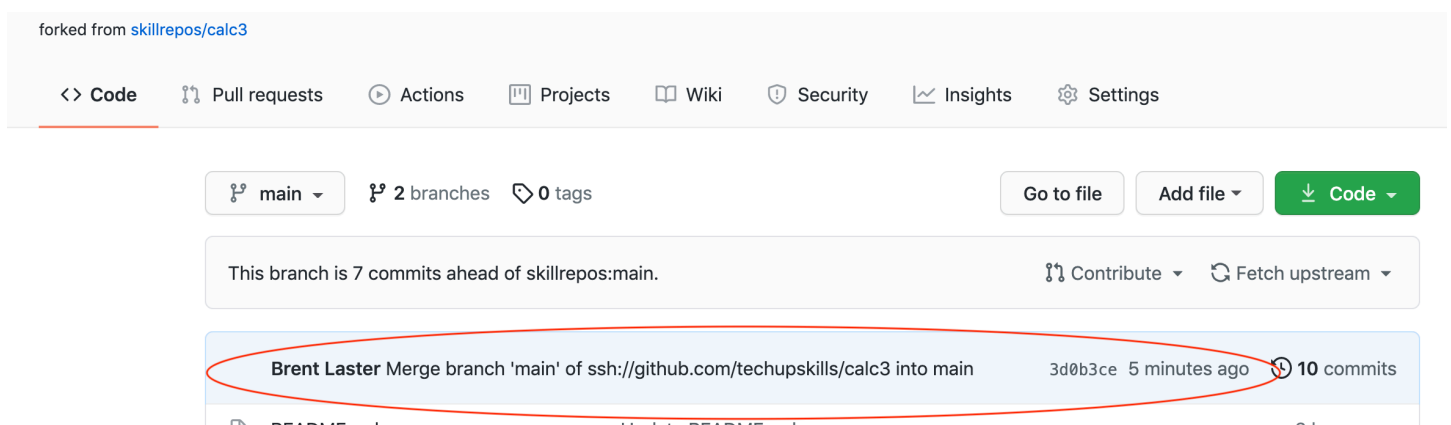 forked from skillrepos/calc3
<> Code Pull requests Actions Projects Wiki Security Insights Settings
main 2 branches 0 tags Go to file Add file Code
This branch is 7 commits ahead of skillrepos:main. Contribute Fetch upstream
Brent Laster Merge branch 'main' of ssh://github.com/techupskills/calc3 into main 3d0b3ce 5 minutes ago 10 commits